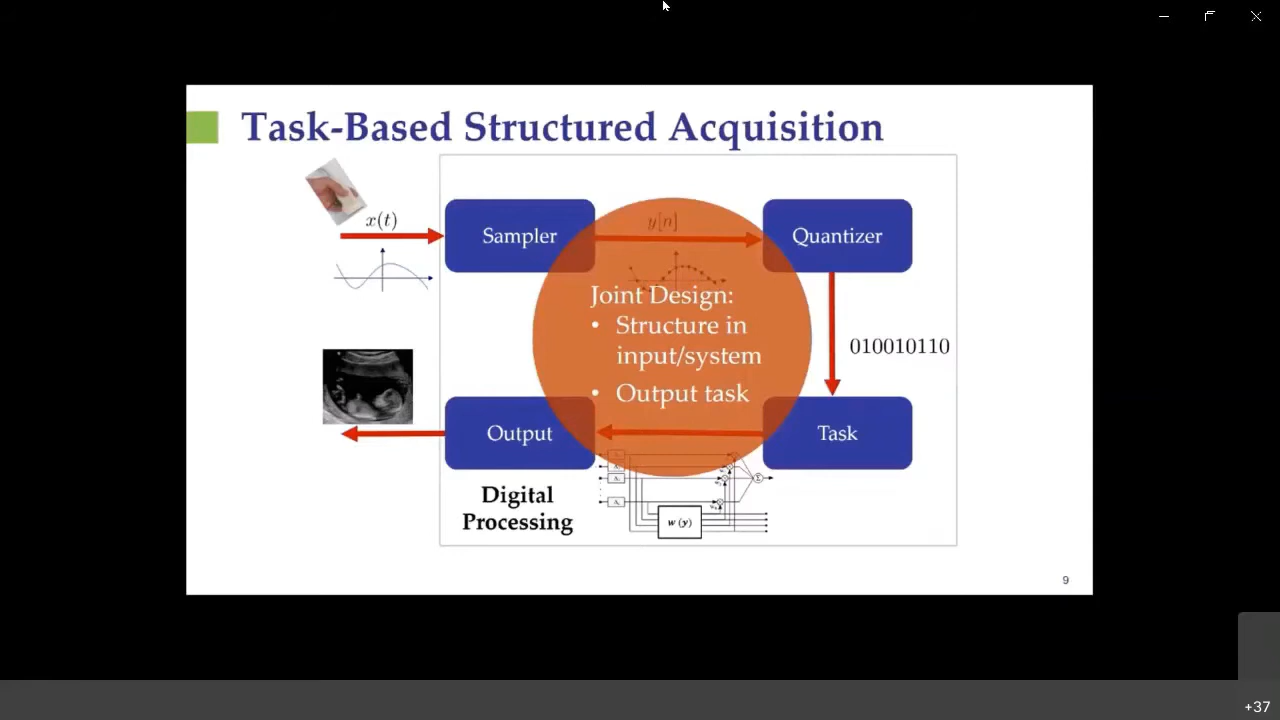 Task-Based Structured Acquisition
x(t)
Sampler
y[n]
Quantizer
Joint Design:
• Structure in
input/system
• Output task
010010110
Output
Task
Digital
Processing
w (y)
Σ
9
+37